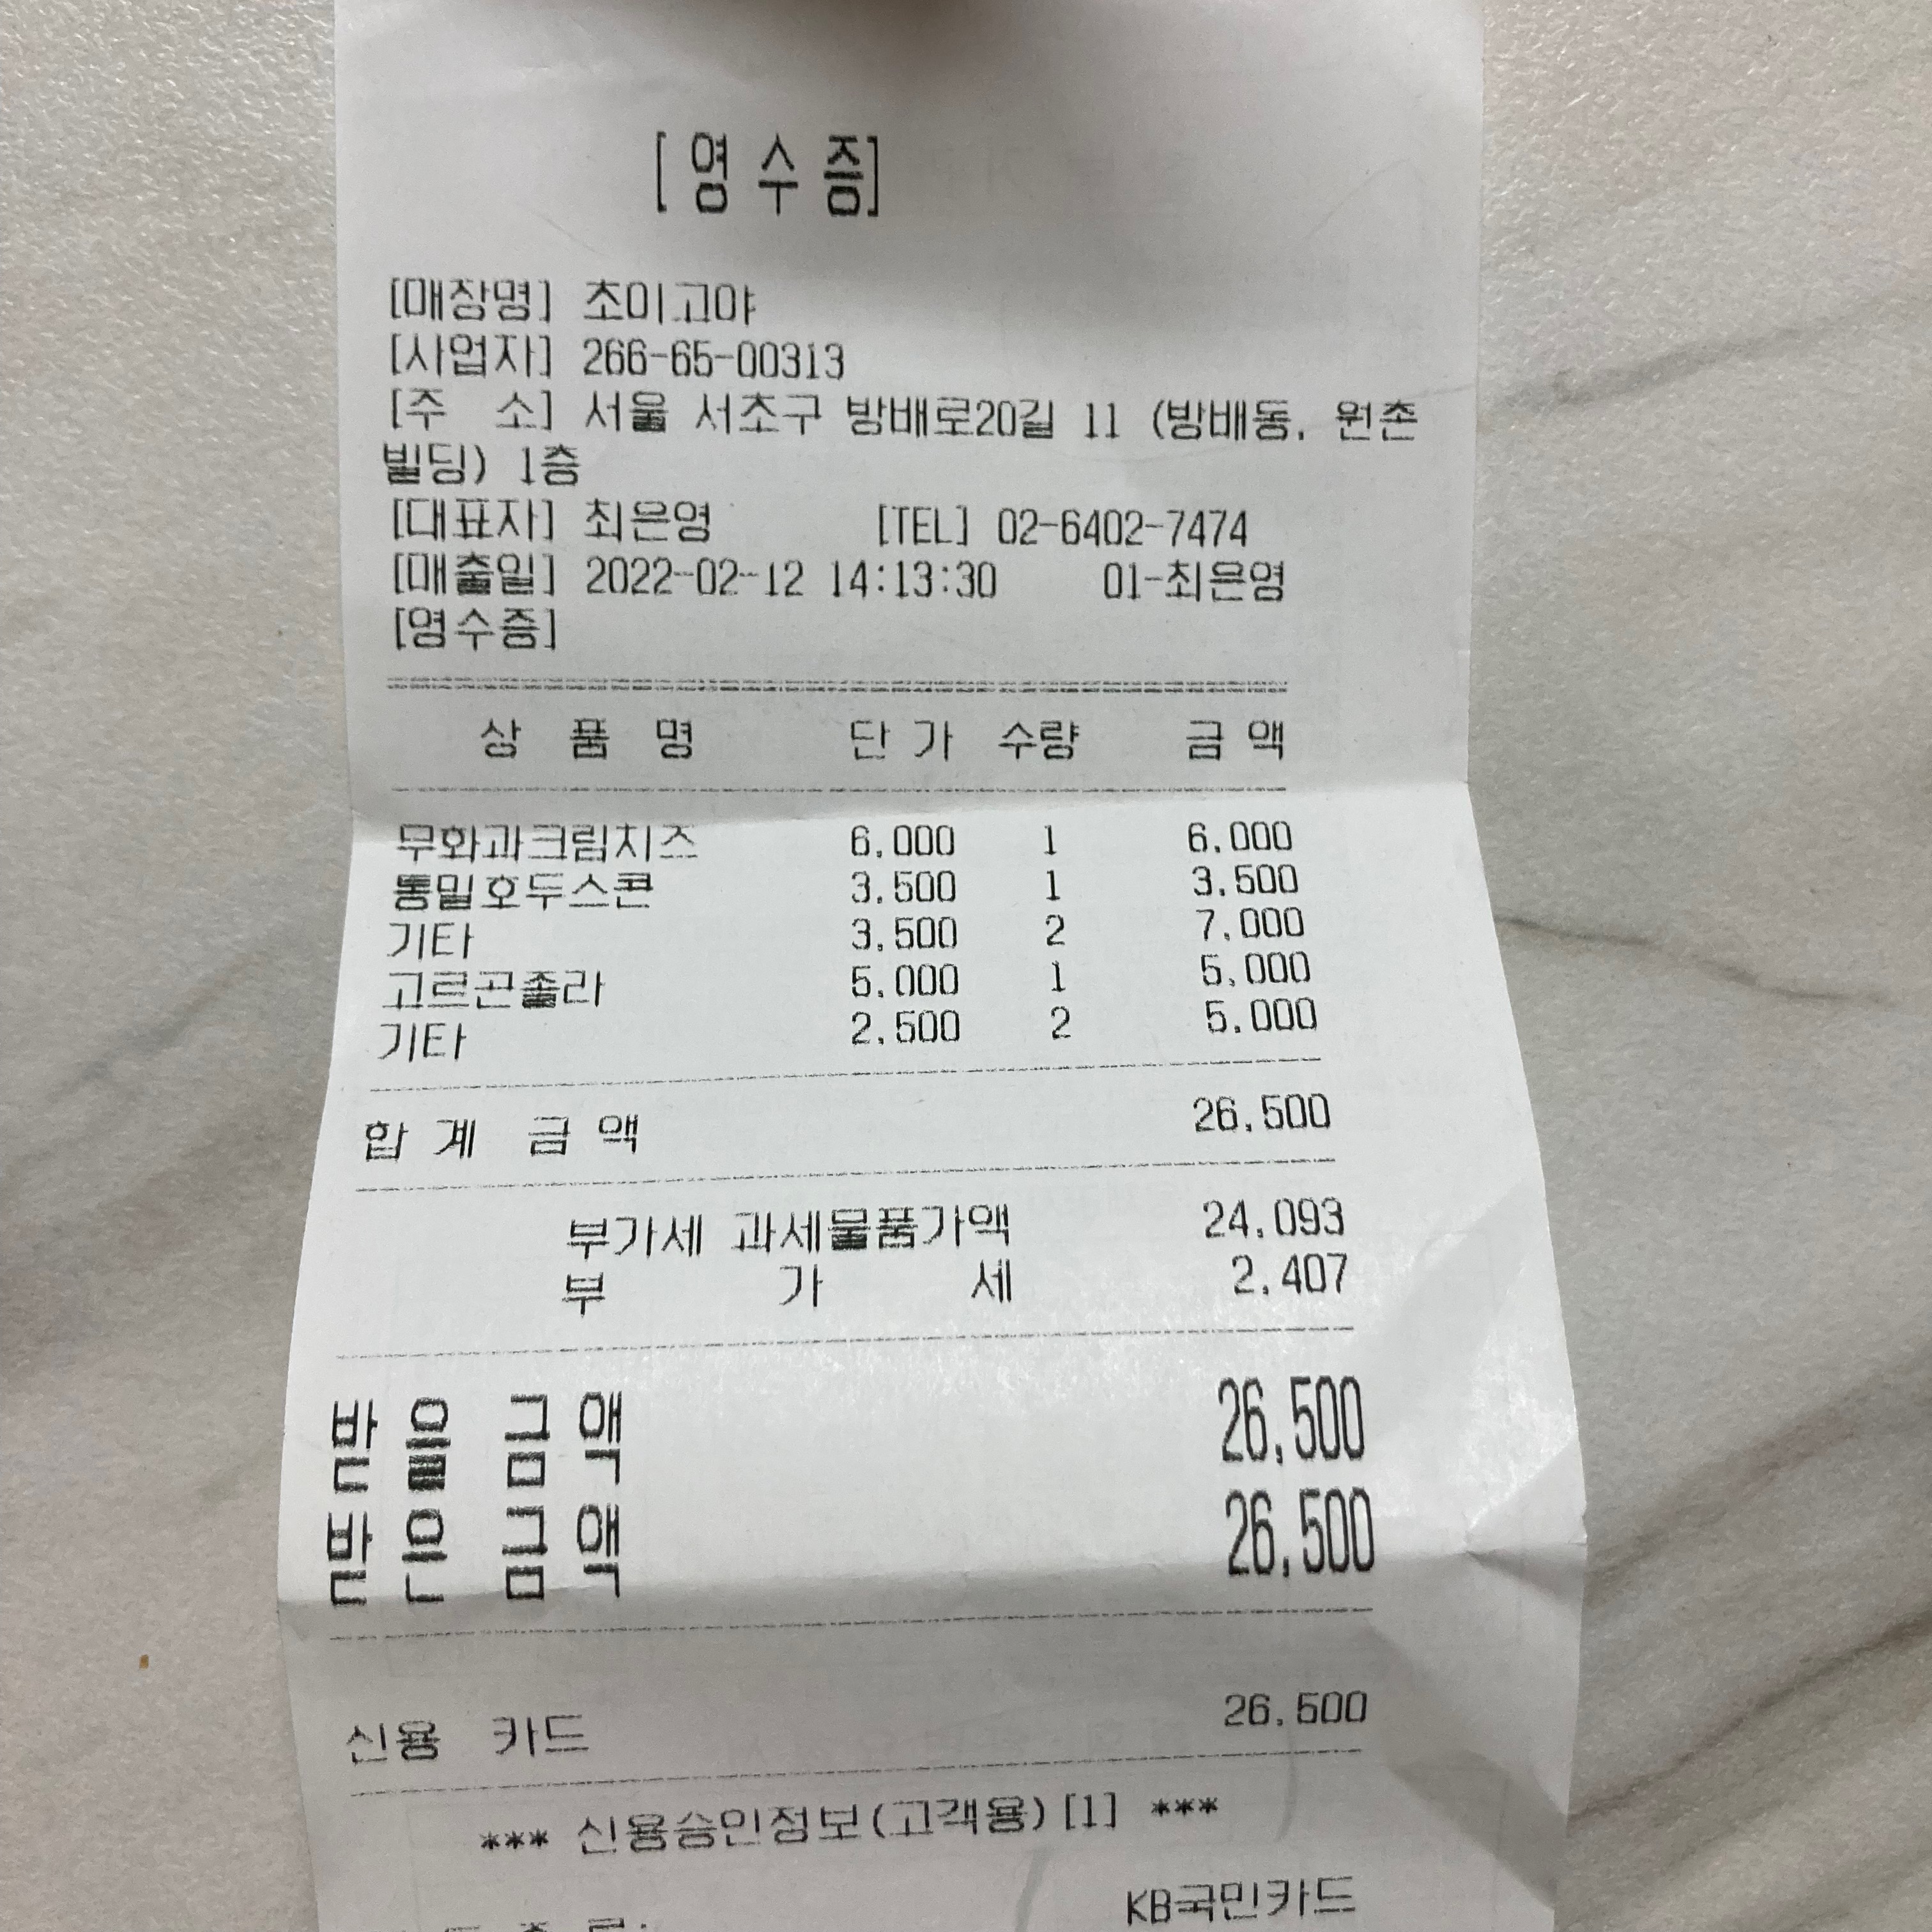 [ 영 수 증]
[매장명] 초이고야
[사업자] 266-65-00313
[주 소] 서울 서초구 방배로20길 11 (방배동, 원촌
빌딩) 1층
[대표자] 최은영 [TEL] 02-6402-7474
[매출일] 2022-02-12 14:13:30 01-최은영
[영수증]
상 품 명 단 가 수량 금 액
무화과크림치즈 6,000 1 6,000
통밀호두스콘 3,500 1 3,500
기타 3,500 2 7,000
고르곤졸라 5,000 1 5,000
기타 2,500 2 5,000
합 계 금 액 26,500
부가세 과세물품가액 24,093
부 가 세 2,407
받 을 금 액 26,500
받 은 금 액 26,500
신용 카드 26,500
*** 신용승인정보(고객용)[1] ***
KB국민카드